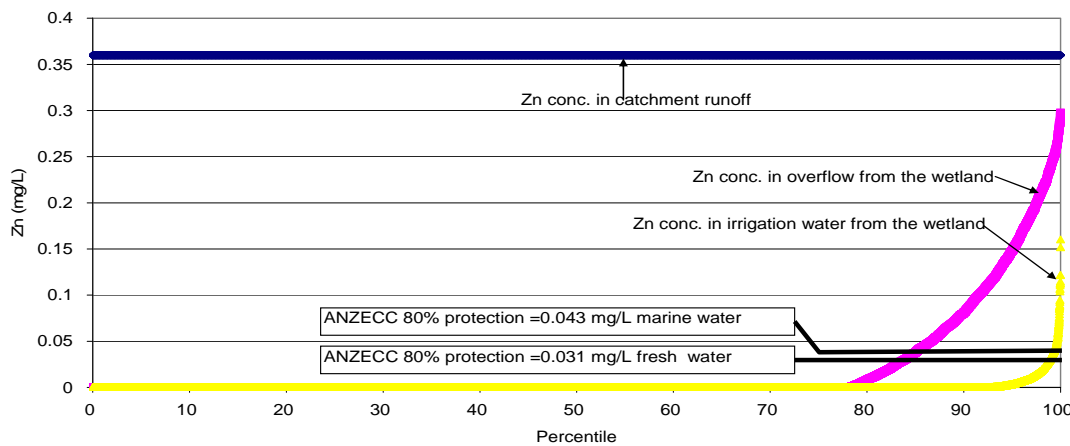 0.4
0.35
0.3
0.25
0.2
0.15
0.1
0.05
0
Zn (mg/L)
Zn conc. in catchment runoff
Zn conc. in overflow from the wetland
Zn conc. in irrigation water from the wetland
ANZECC 80% protection =0.043 mg/L marine water
ANZECC 80% protection =0.031 mg/L fresh water
0 10 20 30 40 50 60 70 80 90 100
Percentile